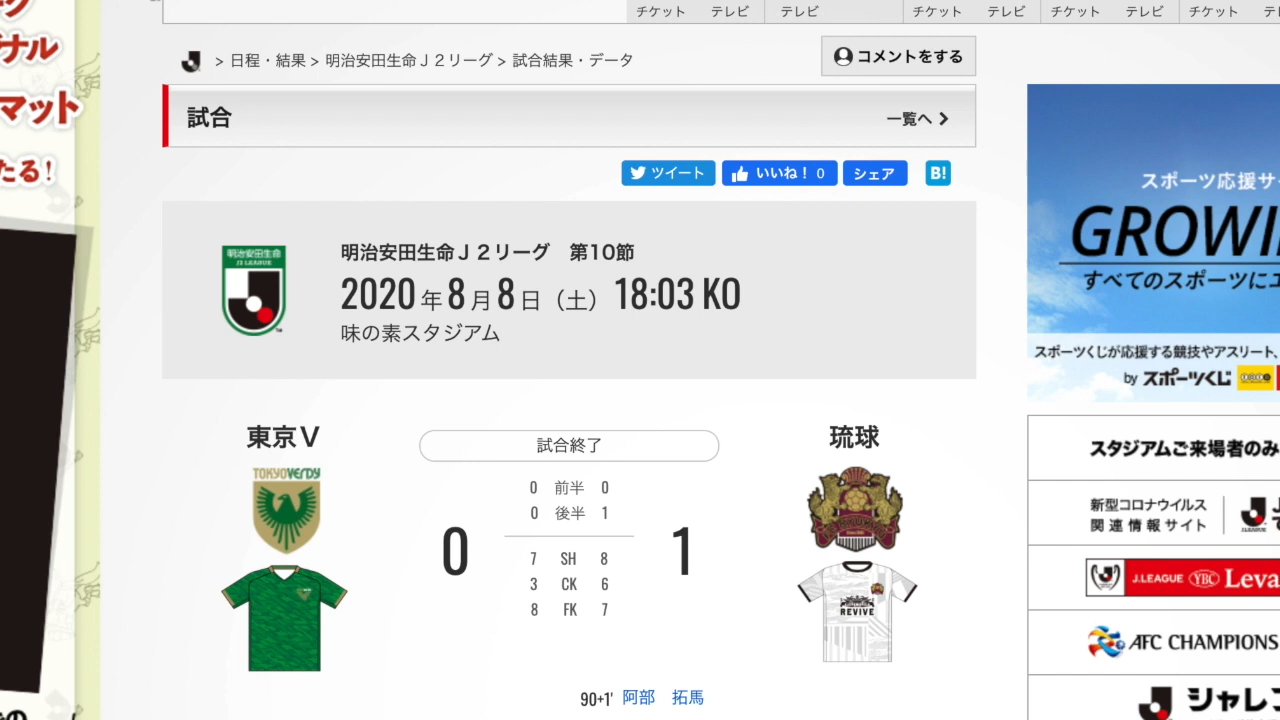 チケット テレビ テレビ チケット テレビ チケット テレビ チケット
ナル
マット
たる!
> 日程・結果 > 明治安田生命J2リーグ > 試合結果・データ
コメントをする
試合
一覧へ
ツイート いいね! 0 シェア B!
明治安田生命
J2 LEAGUE
明治安田生命J2リーグ 第10節
2020年8月8日（土） 18:03 KO
味の素スタジアム
東京V
琉球
試合終了
TOKYO VERDY
0 前半 0
0 後半 1
0
1
7 SH 8
3 CK 6
8 FK 7
REVIVE
90+1' 阿部 拓馬
スポーツ応援サ
GROWI
すべてのスポーツにエ
スポーツくじが応援する競技やアスリート、
by スポーツくじ
スタジアムご来場者のみ
新型コロナウイルス
関連情報サイト
J.LEAGUE YBC Leva
AFC CHAMPIONS
シャレン